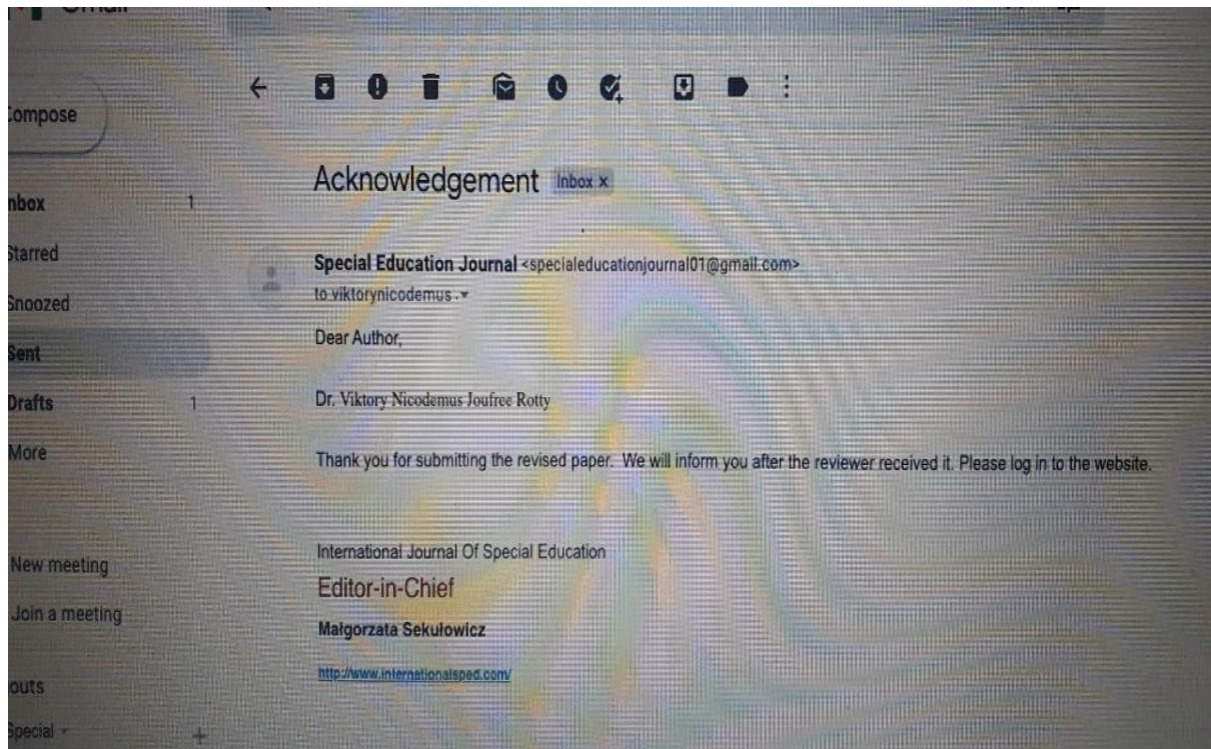 Compose
Acknowledgement Inbox x
Inbox 1
Starred
Snoozed
Sent
Drafts 1
More
New meeting
Join a meeting
outs
Special
Special Education Journal <specialeducationjournal01@gmail.com>
to viktorynicodemus
Dear Author,
Dr. Viktory Nicodemus Joufree Rotty
Thank you for submitting the revised paper. We will inform you after the reviewer received it. Please log in to the website.
International Journal Of Special Education
Editor-in-Chief
Małgorzata Sekułowicz
http://www.internationalsped.com/